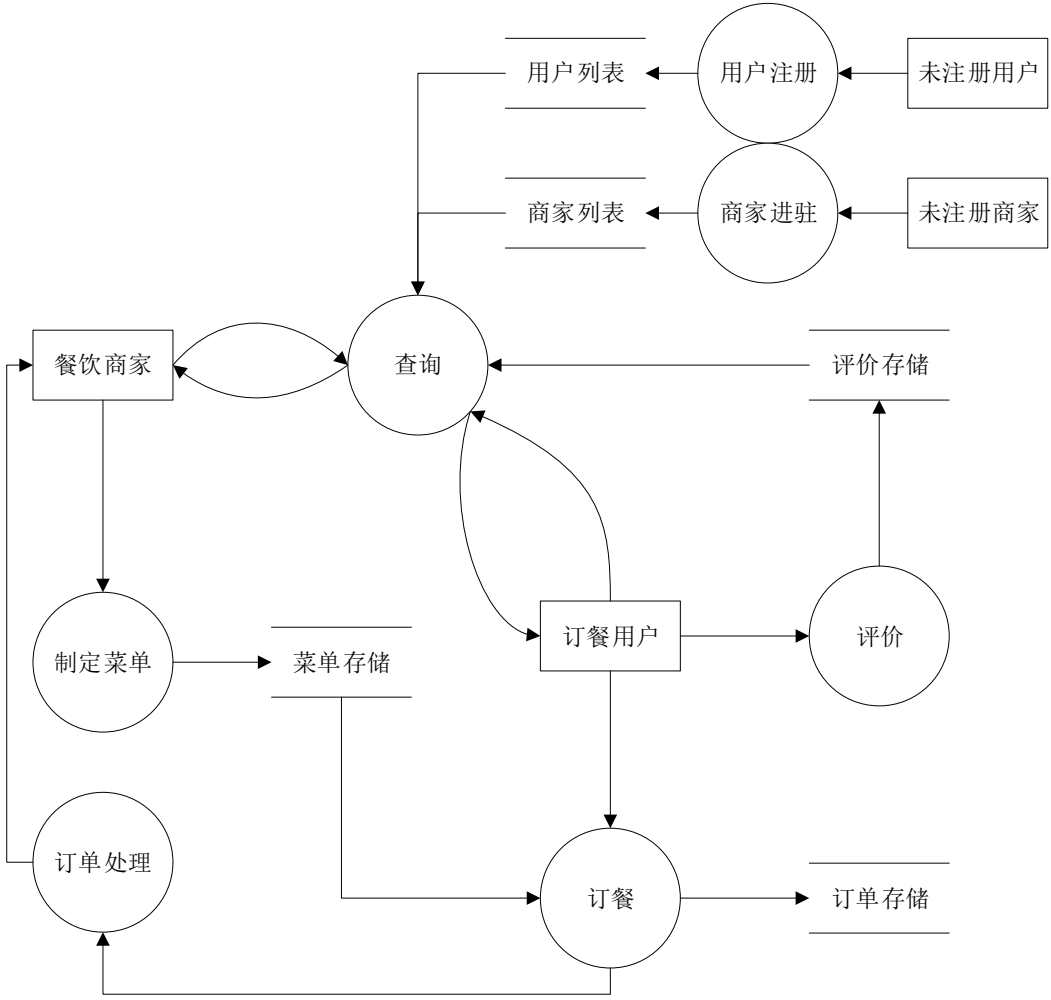 用户列表
用户注册
未注册用户
商家列表
商家进驻
未注册商家
餐饮商家
查询
评价存储
制定菜单
菜单存储
订餐用户
评价
订单处理
订餐
订单存储